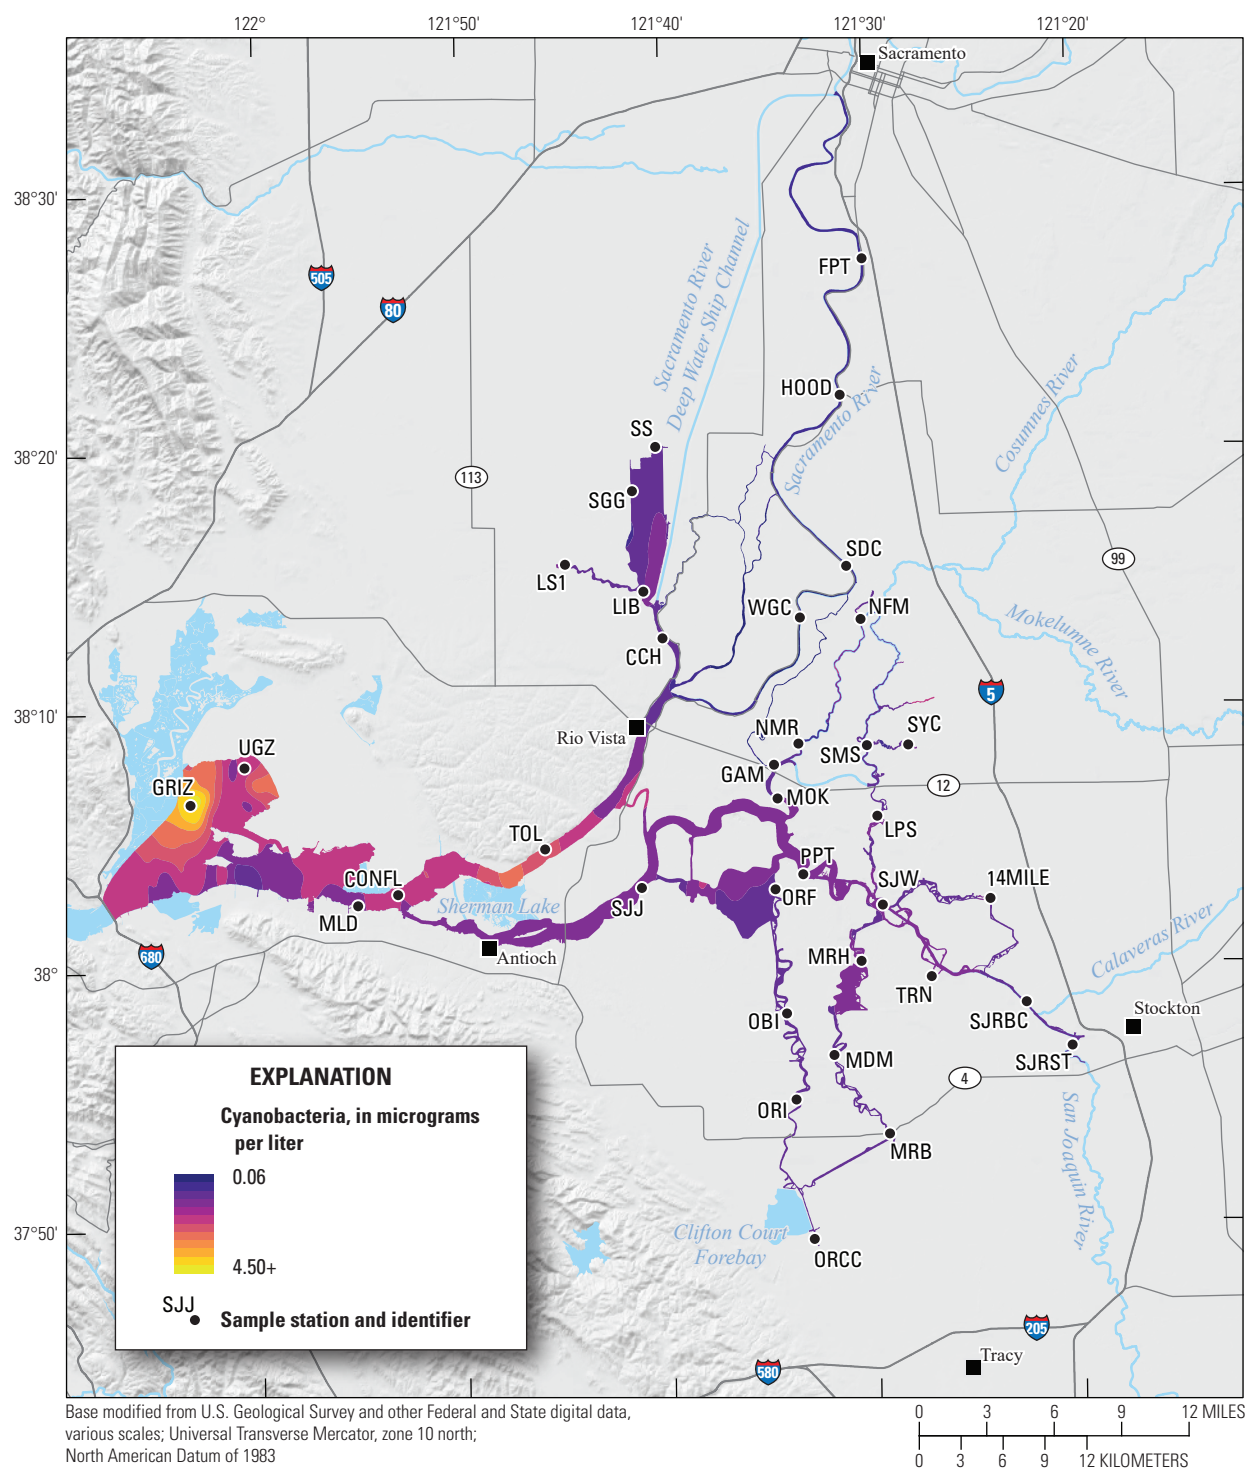 122°
121°50'
121°40'
121°30'
121°20'
Sacramento
38°30'
505
80
Sacramento River
Deep Water Ship Channel
FPT
HOOD
Sacramento River
Cosumnes River
38°20'
113
SS
SGG
LS1
LIB
CCH
SDC
WGC
NFM
99
Mokelumne River
5
38°10'
Rio Vista
NMR
SMS
SYC
GAM
MOK
12
UGZ
GRIZ
TOL
LPS
PPT
CONFL
SJW
14MILE
MLD
Sherman Lake
SJJ
ORF
Antioch
680
38°
MRH
TRN
Calaveras River
SJRBC
Stockton
OBI
SJRST
MDM
4
ORI
MRB
San Joaquin River
37°50'
Clifton Court
Forebay
ORCC
EXPLANATION
Cyanobacteria, in micrograms
per liter
0.06
4.50+
SJJ
Sample station and identifier
205
Tracy
580
Base modified from U.S. Geological Survey and other Federal and State digital data,
various scales; Universal Transverse Mercator, zone 10 north;
North American Datum of 1983
0 3 6 9 12 MILES
0 3 6 9 12 KILOMETERS